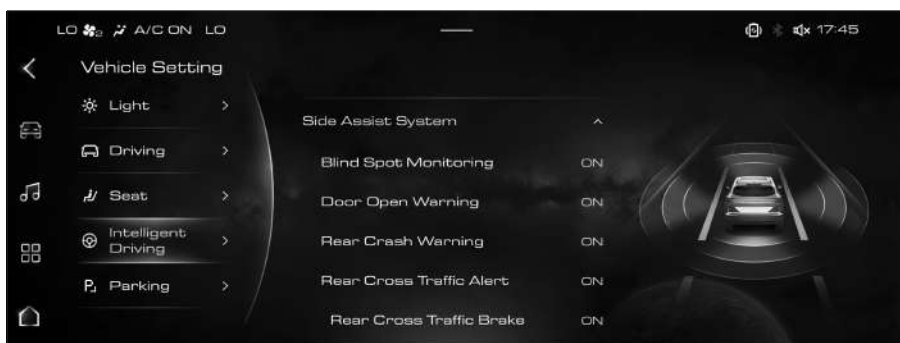 LO 2 A/C ON LO
17:45
Vehicle Setting
Light
Driving
Seat
Intelligent
Driving
P Parking
Side Assist System
Blind Spot Monitoring ON
Door Open Warning ON
Rear Crash Warning ON
Rear Cross Traffic Alert ON
Rear Cross Traffic Brake ON